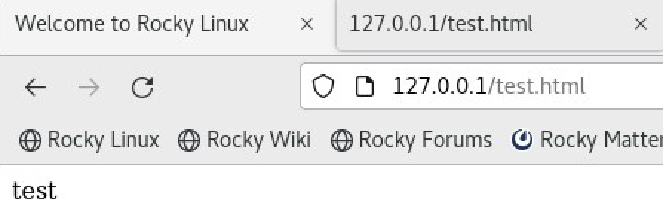 Welcome to Rocky Linux × 127.0.0.1/test.html ×
127.0.0.1/test.html
Rocky Linux Rocky Wiki Rocky Forums Rocky Matter
test